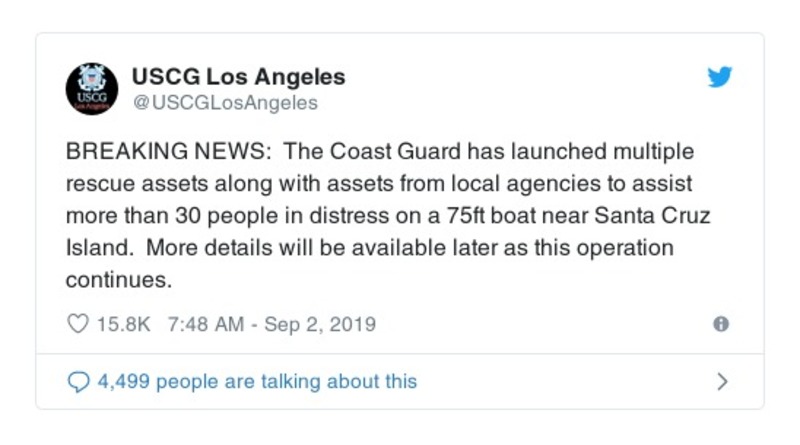 USCG Los Angeles
@USCGLosAngeles
USCG
Los Angeles
BREAKING NEWS:  The Coast Guard has launched multiple
rescue assets along with assets from local agencies to assist
more than 30 people in distress on a 75ft boat near Santa Cruz
Island.  More details will be available later as this operation
continues.
15.8K   7:48 AM - Sep 2, 2019
4,499 people are talking about this